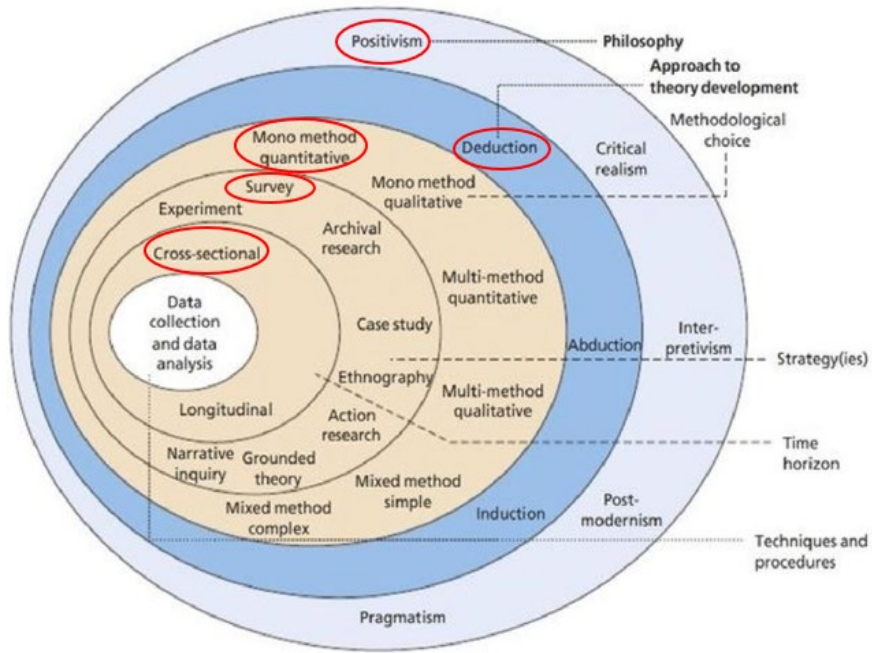 Positivism
Philosophy
Approach to
theory development
Methodological
choice
Mono method
quantitative
Deduction
Critical
realism
Survey
Mono method
qualitative
Experiment
Archival
research
Cross-sectional
Multi-method
quantitative
Data
collection
and data
analysis
Case study
Abduction
Inter-
pretivism
Strategy(ies)
Ethnography
Multi-method
qualitative
Longitudinal
Action
research
Time
horizon
Narrative
inquiry
Grounded
theory
Mixed method
simple
Mixed method
complex
Induction
Post-
modernism
Techniques and
procedures
Pragmatism